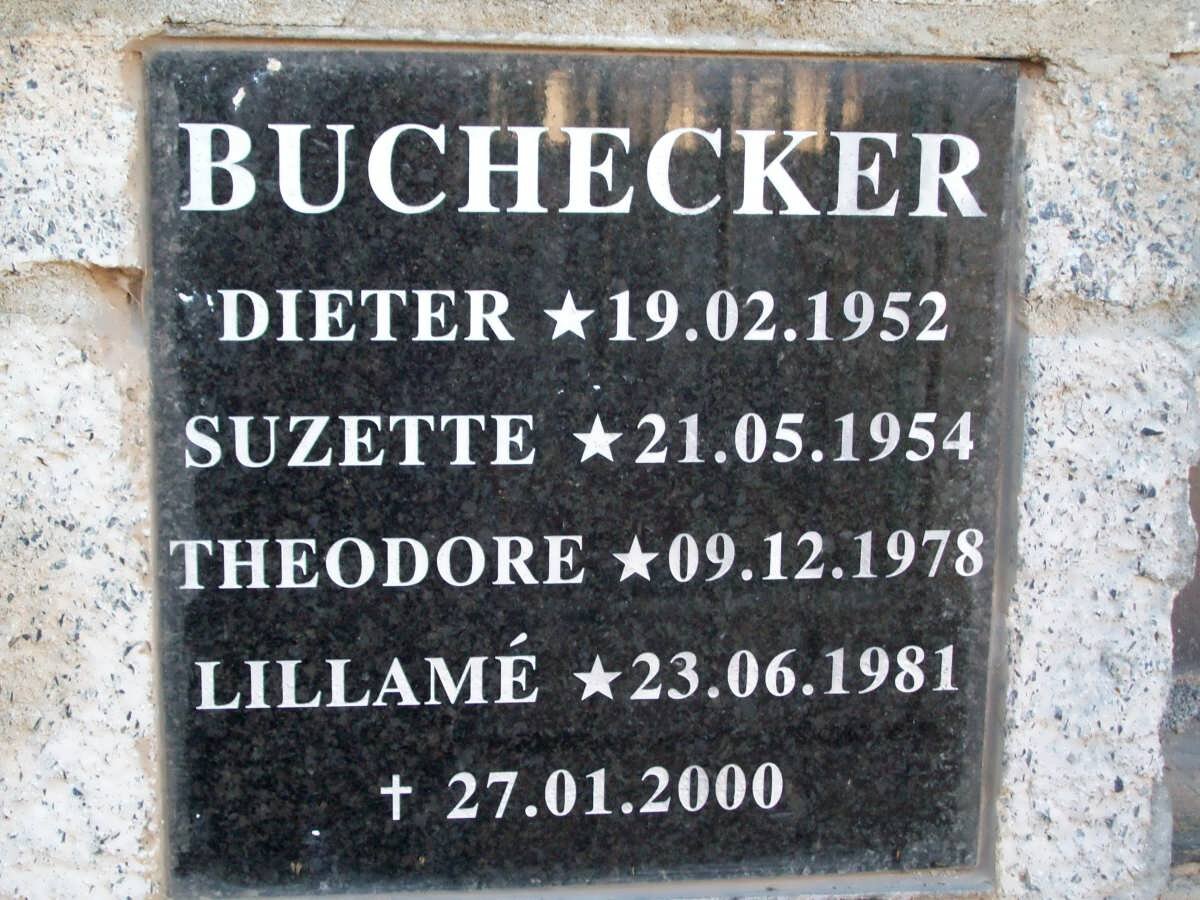 BUCHECKER
DIETER ★19.02.1952
SUZETTE ★21.05.1954
THEODORE ★09.12.1978
LILLAMÉ ★23.06.1981
✝ 27.01.2000